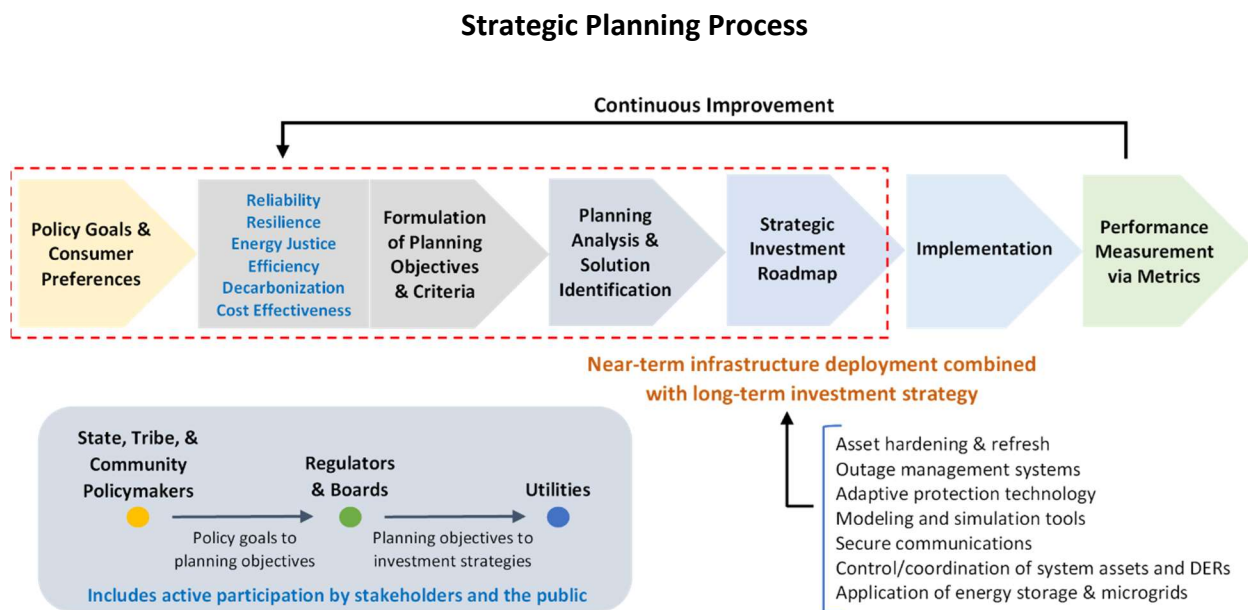 Strategic Planning Process
Continuous Improvement
Policy Goals &
Consumer
Preferences
Reliability
Resilience
Energy Justice
Efficiency
Decarbonization
Cost Effectiveness
Formulation
of Planning
Objectives
& Criteria
Planning
Analysis &
Solution
Identification
Strategic
Investment
Roadmap
Implementation
Performance
Measurement
via Metrics
Near-term infrastructure deployment combined
with long-term investment strategy
State, Tribe, &
Community
Policymakers
Regulators
& Boards
Utilities
Policy goals to
planning objectives
Planning objectives to
investment strategies
Includes active participation by stakeholders and the public
Asset hardening & refresh
Outage management systems
Adaptive protection technology
Modeling and simulation tools
Secure communications
Control/coordination of system assets and DERs
Application of energy storage & microgrids